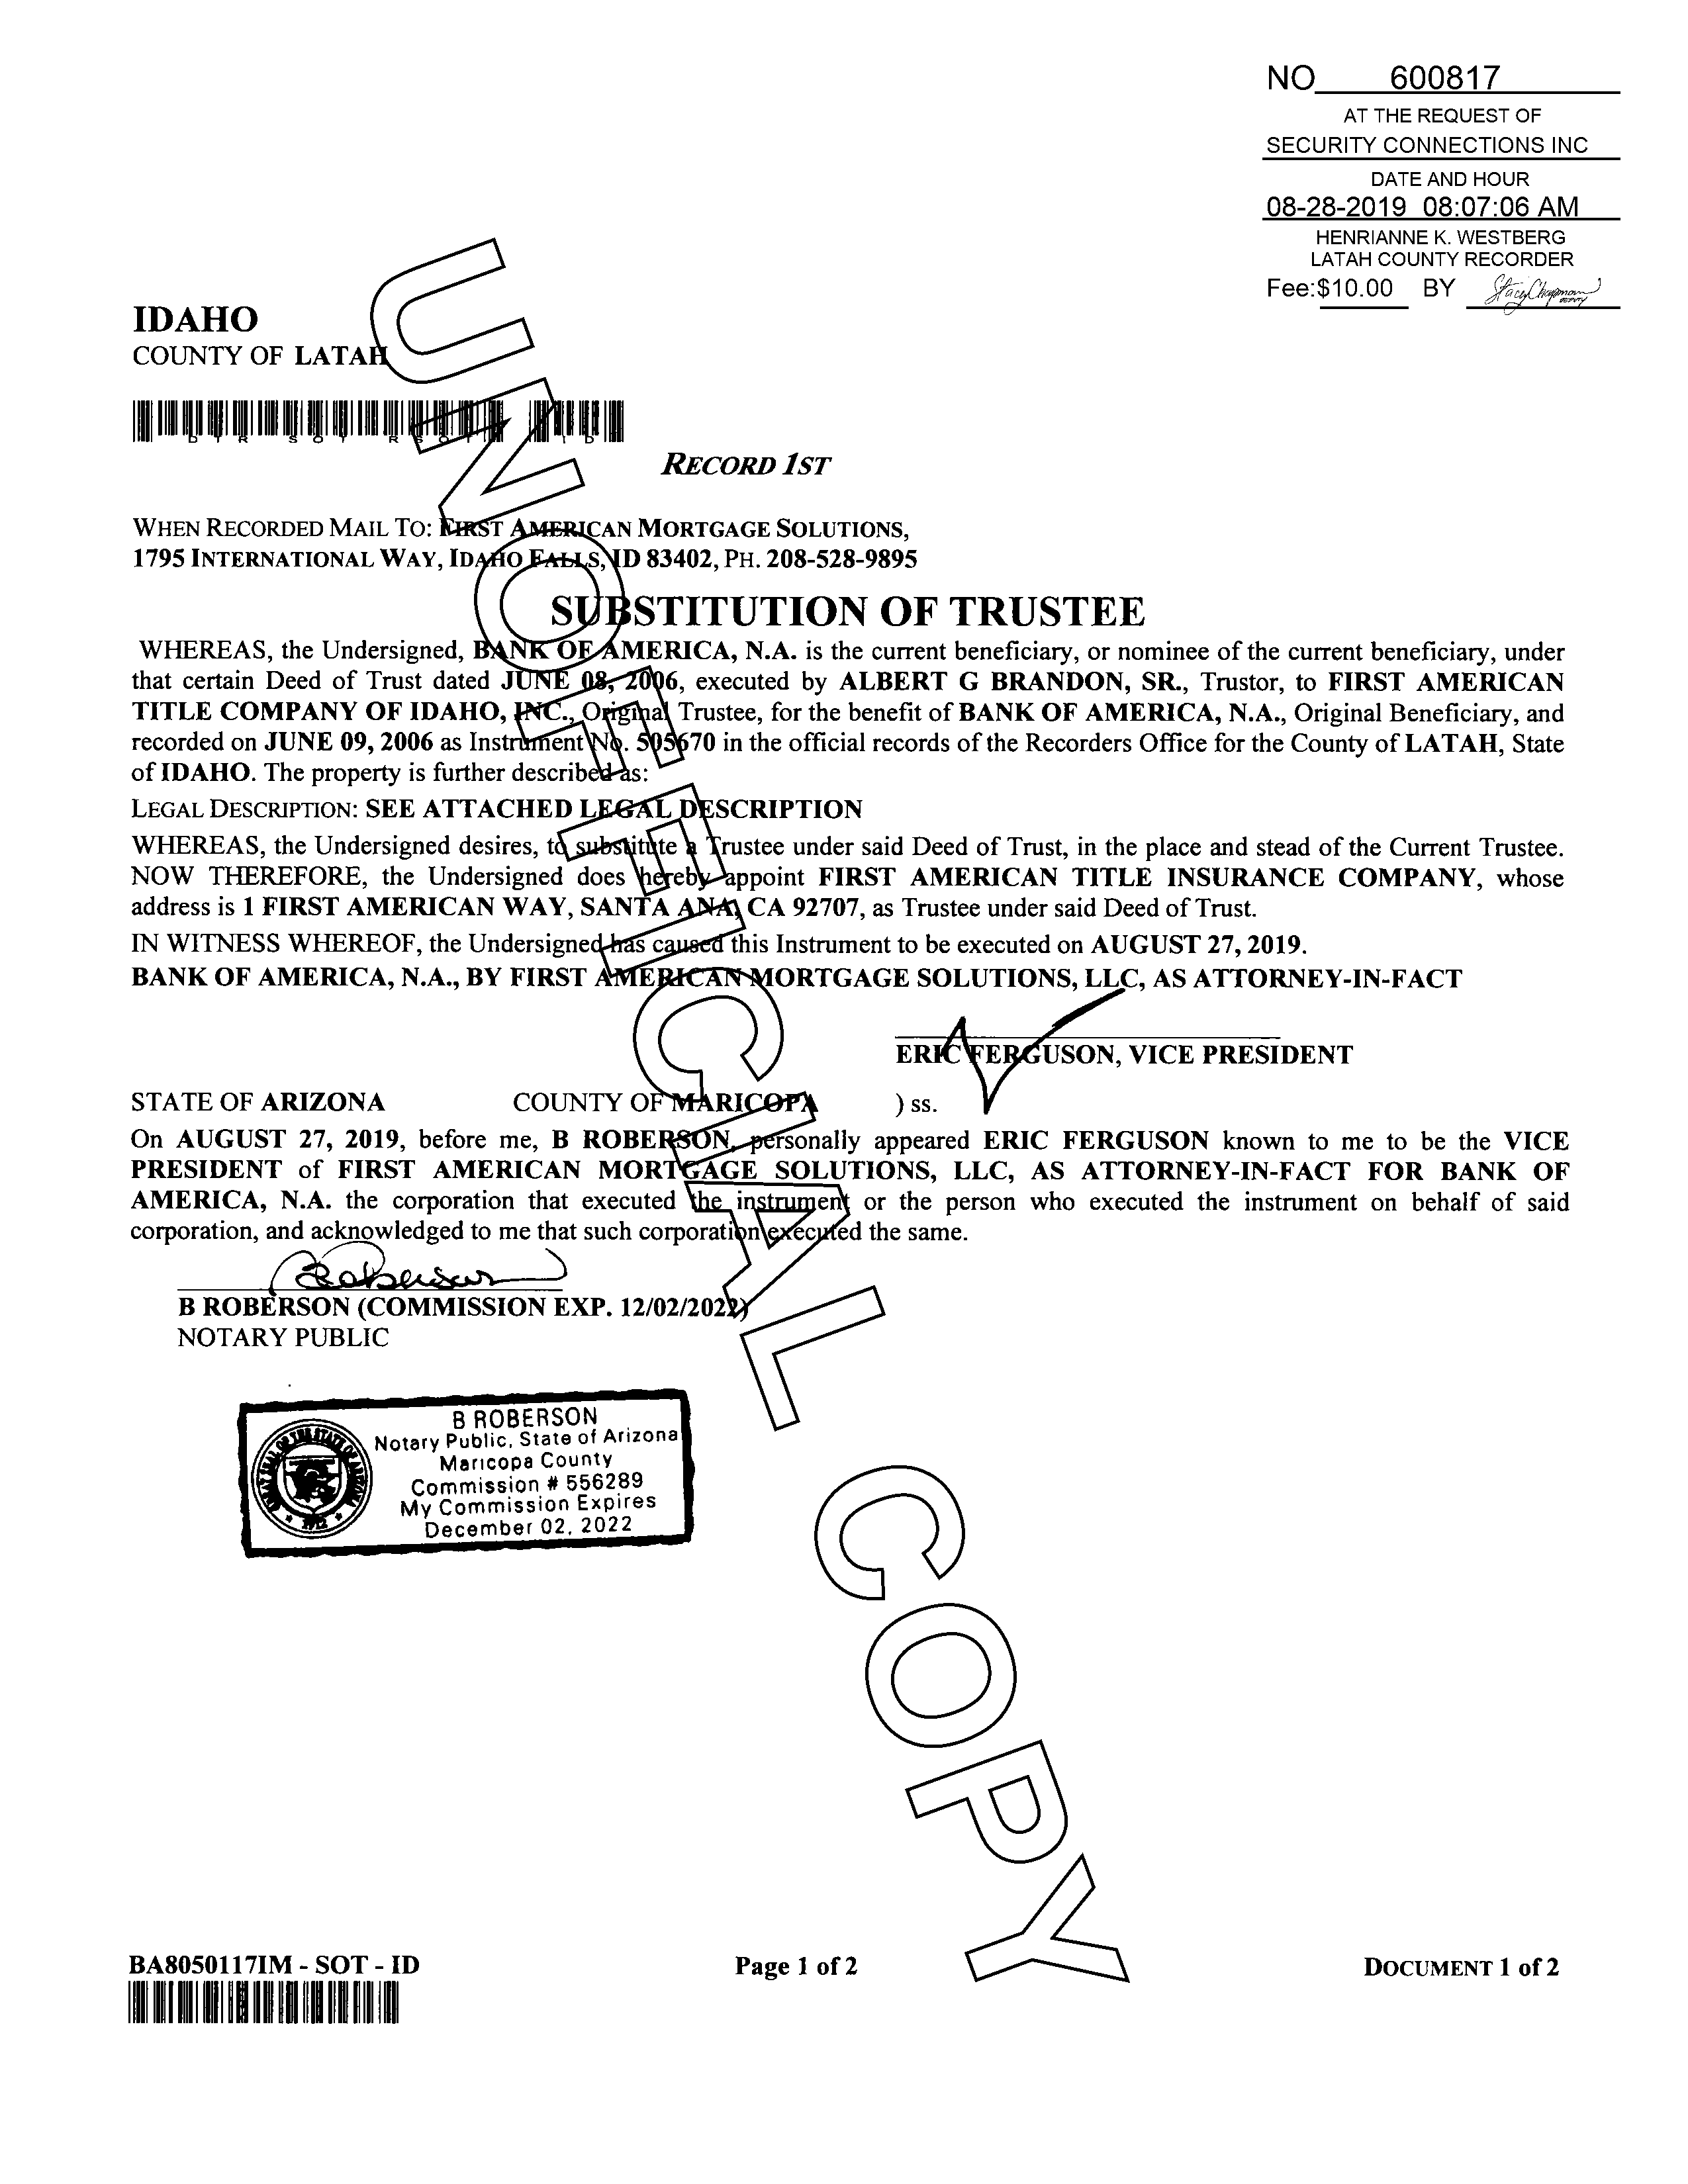 NO 600817
AT THE REQUEST OF
SECURITY CONNECTIONS INC
DATE AND HOUR
08-28-2019 08:07:06 AM
HENRIANNE K. WESTBERG
LATAH COUNTY RECORDER
Fee:$10.00 BY Stacy Chapman
IDAHO
COUNTY OF LATAH
RECORD 1ST
WHEN RECORDED MAIL TO: FIRST AMERICAN MORTGAGE SOLUTIONS,
1795 INTERNATIONAL WAY, IDAHO FALLS, ID 83402, PH. 208-528-9895
SUBSTITUTION OF TRUSTEE
WHEREAS, the Undersigned, BANK OF AMERICA, N.A. is the current beneficiary, or nominee of the current beneficiary, under
that certain Deed of Trust dated JUNE 08, 2006, executed by ALBERT G BRANDON, SR., Trustor, to FIRST AMERICAN
TITLE COMPANY OF IDAHO, INC., Original Trustee, for the benefit of BANK OF AMERICA, N.A., Original Beneficiary, and
recorded on JUNE 09, 2006 as Instrument No. 505670 in the official records of the Recorders Office for the County of LATAH, State
of IDAHO. The property is further described as:
LEGAL DESCRIPTION: SEE ATTACHED LEGAL DESCRIPTION
WHEREAS, the Undersigned desires, to substitute a Trustee under said Deed of Trust, in the place and stead of the Current Trustee.
NOW THEREFORE, the Undersigned does hereby appoint FIRST AMERICAN TITLE INSURANCE COMPANY, whose
address is 1 FIRST AMERICAN WAY, SANTA ANA, CA 92707, as Trustee under said Deed of Trust.
IN WITNESS WHEREOF, the Undersigned has caused this Instrument to be executed on AUGUST 27, 2019.
BANK OF AMERICA, N.A., BY FIRST AMERICAN MORTGAGE SOLUTIONS, LLC, AS ATTORNEY-IN-FACT
ERIC FERGUSON, VICE PRESIDENT
STATE OF ARIZONA COUNTY OF MARICOPA ) ss.
On AUGUST 27, 2019, before me, B ROBERSON, personally appeared ERIC FERGUSON known to me to be the VICE
PRESIDENT of FIRST AMERICAN MORTGAGE SOLUTIONS, LLC, AS ATTORNEY-IN-FACT FOR BANK OF
AMERICA, N.A. the corporation that executed the instrument or the person who executed the instrument on behalf of said
corporation, and acknowledged to me that such corporation executed the same.
B Roberson
B ROBERSON (COMMISSION EXP. 12/02/2022)
NOTARY PUBLIC
B ROBERSON
Notary Public, State of Arizona
Maricopa County
Commission # 556289
My Commission Expires
December 02, 2022
UNOFFICIAL COPY
BA8050117IM - SOT - ID Page 1 of 2 DOCUMENT 1 of 2